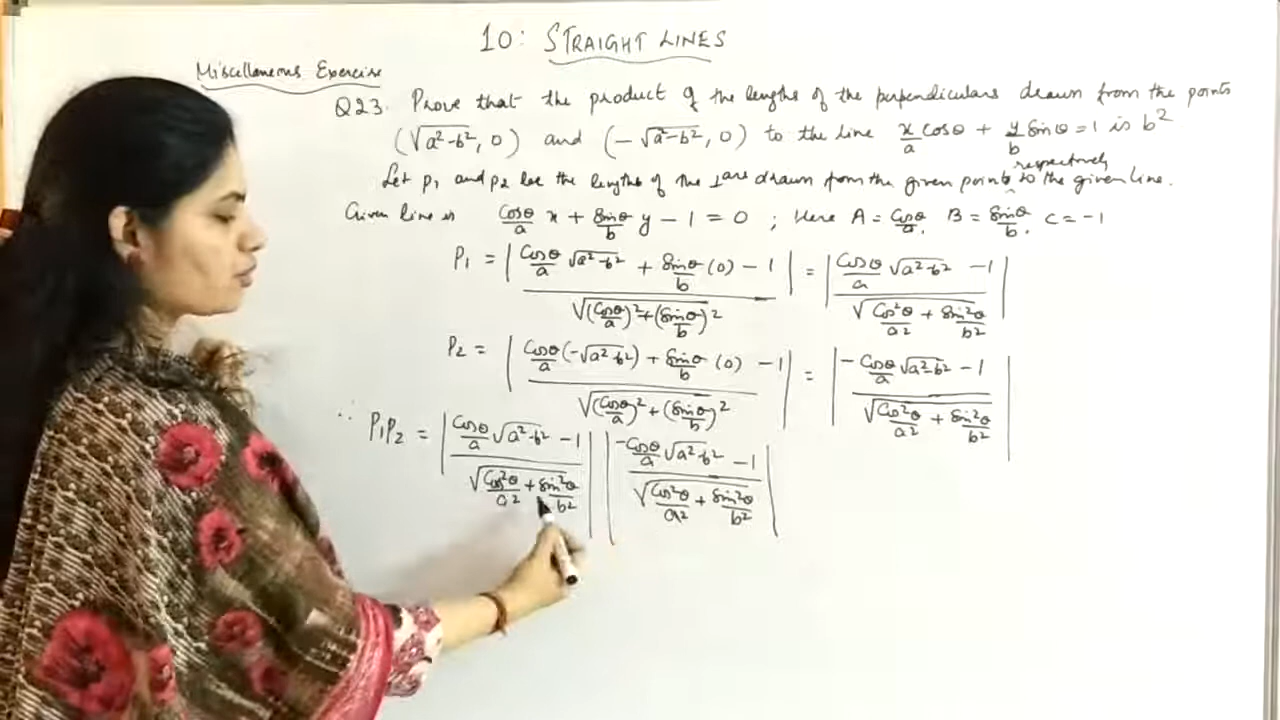 10: STRAIGHT LINES
Miscellaneous Exercise
Q23. Prove that the product of the lengths of the perpendiculars drawn from the points
(√(a²-b²), 0) and (-√(a²-b²), 0) to the line x/a cosθ + y/b sinθ = 1 is b²
respectively
Let p₁ and p₂ be the lengths of the ⊥ars drawn from the given points to the given line.
Given line is cosθ/a x + sinθ/b y - 1 = 0 ; Here A = cosθ/a, B = sinθ/b, C = -1
P₁ = | (cosθ/a √(a²-b²) + sinθ/b (0) - 1) / √((cosθ/a)² + (sinθ/b)²) | = | (cosθ/a √(a²-b²) - 1) / √(cos²θ/a² + sin²θ/b²) |
P₂ = | (cosθ/a (-√(a²-b²)) + sinθ/b (0) - 1) / √((cosθ/a)² + (sinθ/b)²) | = | (-cosθ/a √(a²-b²) - 1) / √(cos²θ/a² + sin²θ/b²) |
∴ P₁P₂ = | (cosθ/a √(a²-b²) - 1) / √(cos²θ/a² + sin²θ/b²) | | (-cosθ/a √(a²-b²) - 1) / √(cos²θ/a² + sin²θ/b²) |